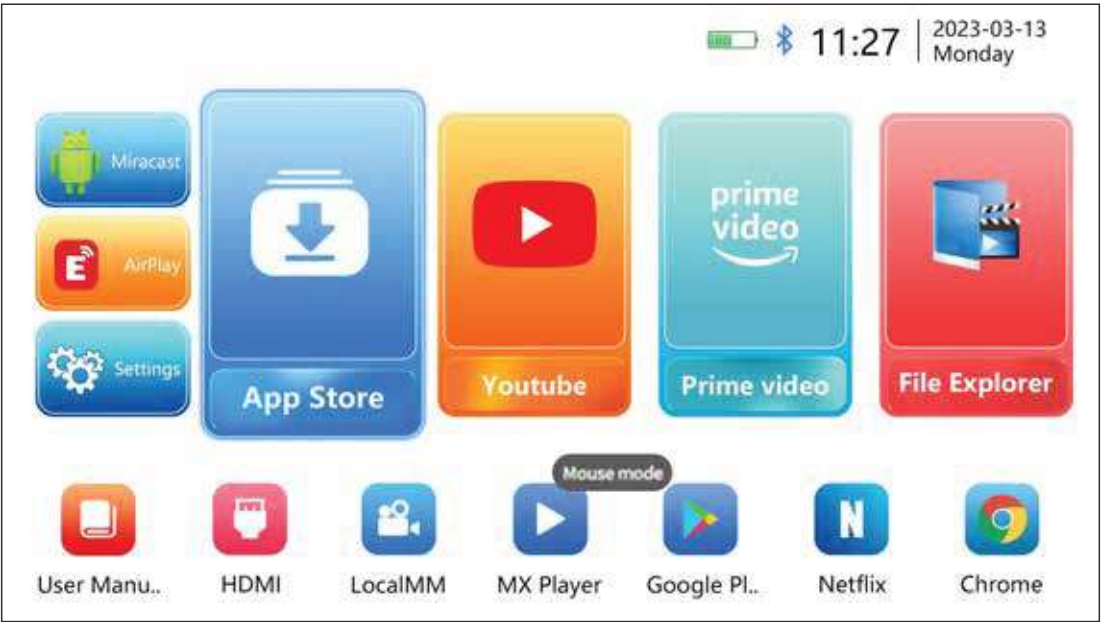 11:27
2023-03-13
Monday
Miracast
E
AirPlay
Settings
App Store
Youtube
prime
video
Prime video
File Explorer
Mouse mode
User Manu..
HDMI
LocalMM
MX Player
Google Pl..
N
Netflix
Chrome